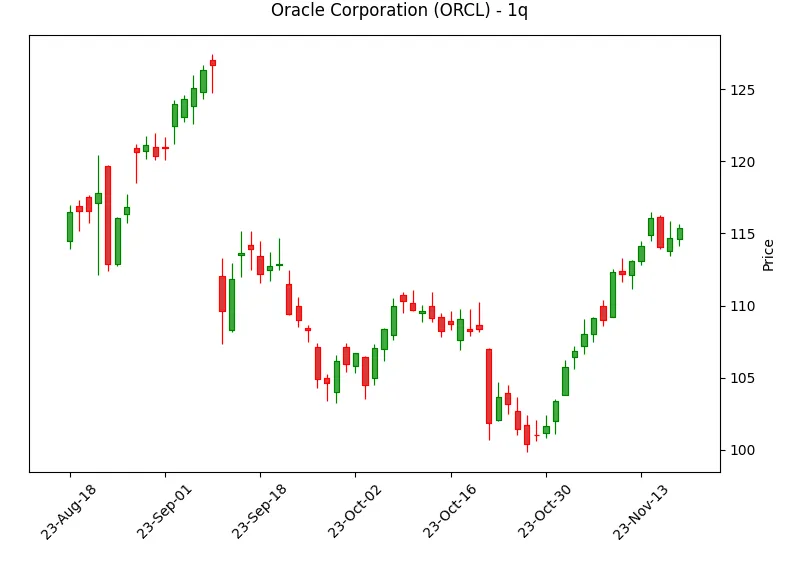 Oracle Corporation (ORCL) - 1q
125
120
115
110
105
100
Price
23-Aug-18
23-Sep-01
23-Sep-18
23-Oct-02
23-Oct-16
23-Oct-30
23-Nov-13